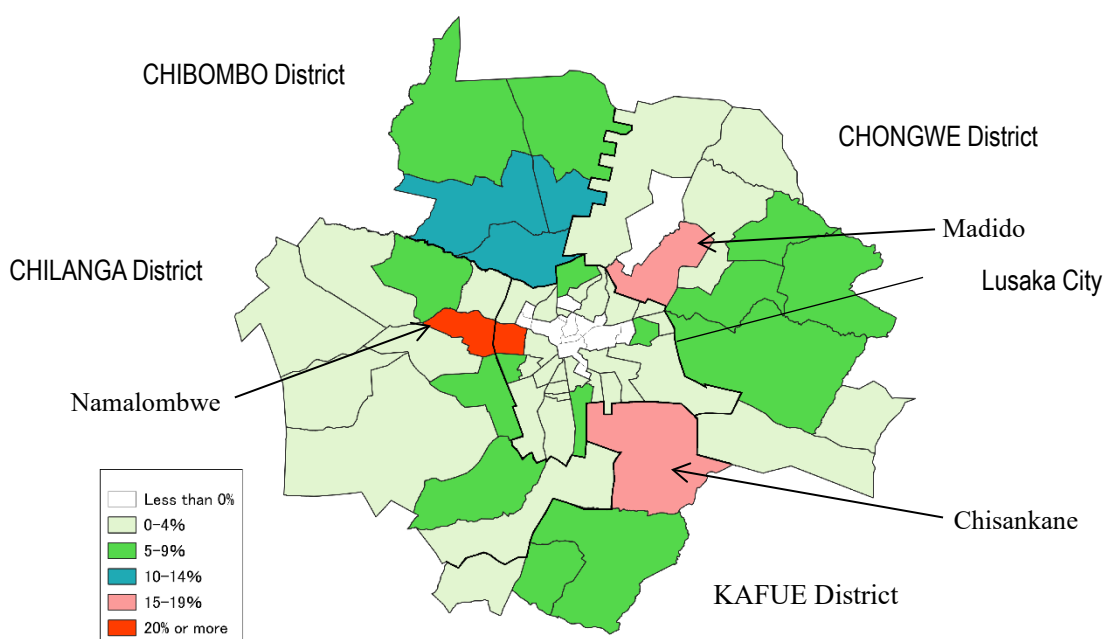 CHIBOMBO District
CHONGWE District
Madido
CHILANGA District
Lusaka City
Namalombwe
Less than 0%
0-4%
5-9%
10-14%
15-19%
20% or more
Chisankane
KAFUE District